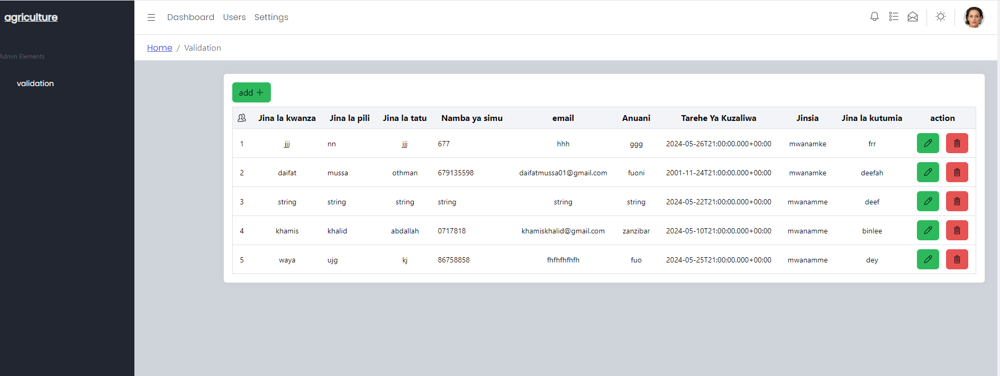 agriculture
Dashboard Users Settings
Home / Validation
Admin Elements
validation
add +
Jina la kwanza Jina la pili Jina la tatu Namba ya simu email Anuani Tarehe Ya Kuzaliwa Jinsia Jina la kutumia action
1 jjj nn jjj 677 hhh ggg 2024-05-26T21:00:00.000+00:00 mwanamke frr
2 daifat mussa othman 679135598 daifatmussa01@gmail.com fuoni 2001-11-24T21:00:00.000+00:00 mwanamke deefah
3 string string string string string string 2024-05-22T21:00:00.000+00:00 mwanamme deef
4 khamis khalid abdallah 0717818 khamiskhalid@gmail.com zanzibar 2024-05-10T21:00:00.000+00:00 mwanamme binlee
5 waya ujg kj 86758858 fhfhfhfhfh fuo 2024-05-25T21:00:00.000+00:00 mwanamme dey